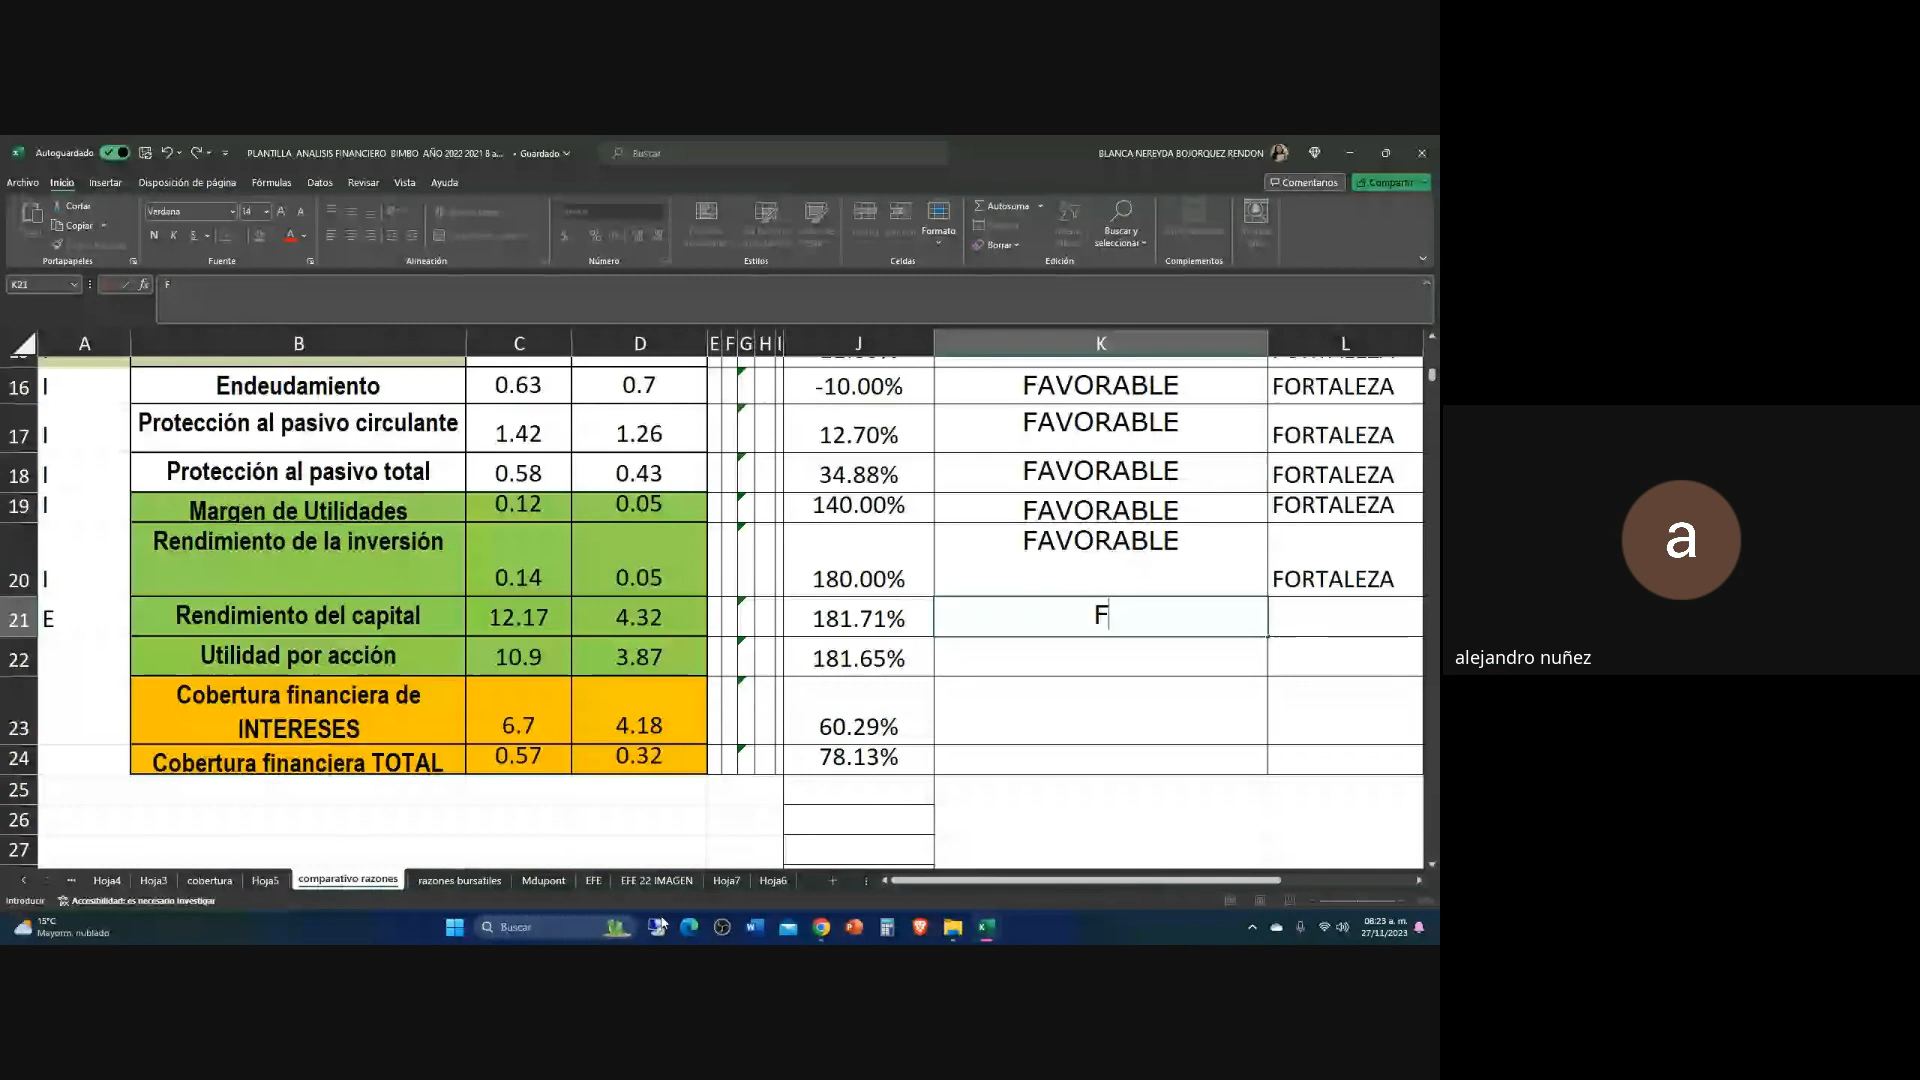 Autoguardado
PLANTILLA ANALISIS FINANCIERO BIMBO AÑO 2022 2021 8 a... • Guardado
Buscar
BLANCA NEREYDA BOJORQUEZ RENDON
Archivo Inicio Insertar Disposición de página Fórmulas Datos Revisar Vista Ayuda
Comentarios Compartir
Cortar
Copiar
Verdana 14
N K S
Autosuma
Borrar
Formato
Buscar y
seleccionar
Portapapeles Fuente Alineación Número Estilos Celdas Edición Complementos
K21 fx F
A B C D E F G H I J K L
16 I Endeudamiento 0.63 0.7 -10.00% FAVORABLE FORTALEZA
17 I Protección al pasivo circulante 1.42 1.26 12.70% FAVORABLE FORTALEZA
18 I Protección al pasivo total 0.58 0.43 34.88% FAVORABLE FORTALEZA
19 I Margen de Utilidades 0.12 0.05 140.00% FAVORABLE FORTALEZA
20 I Rendimiento de la inversión 0.14 0.05 180.00% FAVORABLE FORTALEZA
21 E Rendimiento del capital 12.17 4.32 181.71% F
22 Utilidad por acción 10.9 3.87 181.65%
23 Cobertura financiera de
INTERESES 6.7 4.18 60.29%
24 Cobertura financiera TOTAL 0.57 0.32 78.13%
25
26
27
Hoja4 Hoja3 cobertura Hoja5 comparativo razones razones bursatiles Mdupont EFE EFE 22 IMAGEN Hoja7 Hoja6
Introducir Accesibilidad: es necesario investigar
15°C
Mayorm. nublado
Buscar
08:23 a. m.
27/11/2023
a
alejandro nuñez